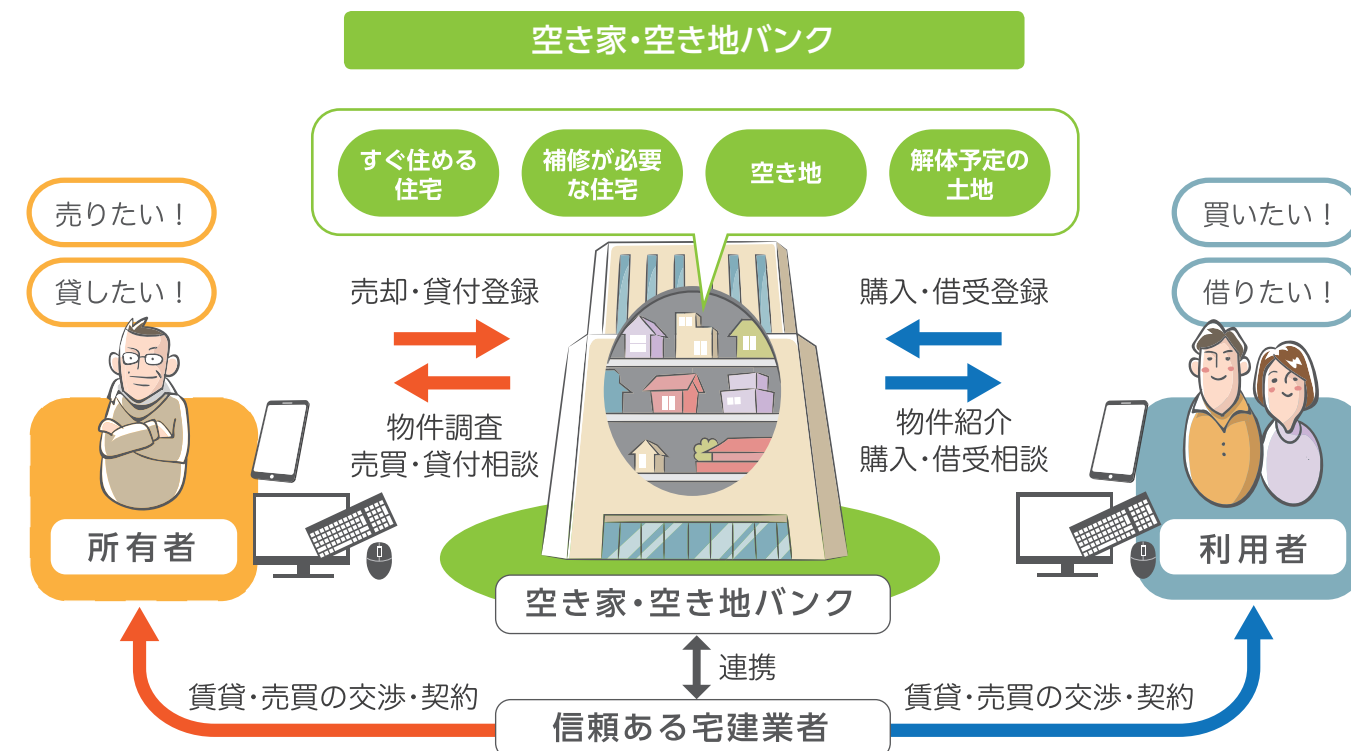 空き家・空き地バンク
すぐ住める
住宅
補修が必要
な住宅
空き地
解体予定の
土地
売りたい！
貸したい！
買いたい！
借りたい！
売却・貸付登録
購入・借受登録
物件調査
売買・貸付相談
物件紹介
購入・借受相談
所有者
利用者
空き家・空き地バンク
連携
賃貸・売買の交渉・契約
賃貸・売買の交渉・契約
信頼ある宅建業者